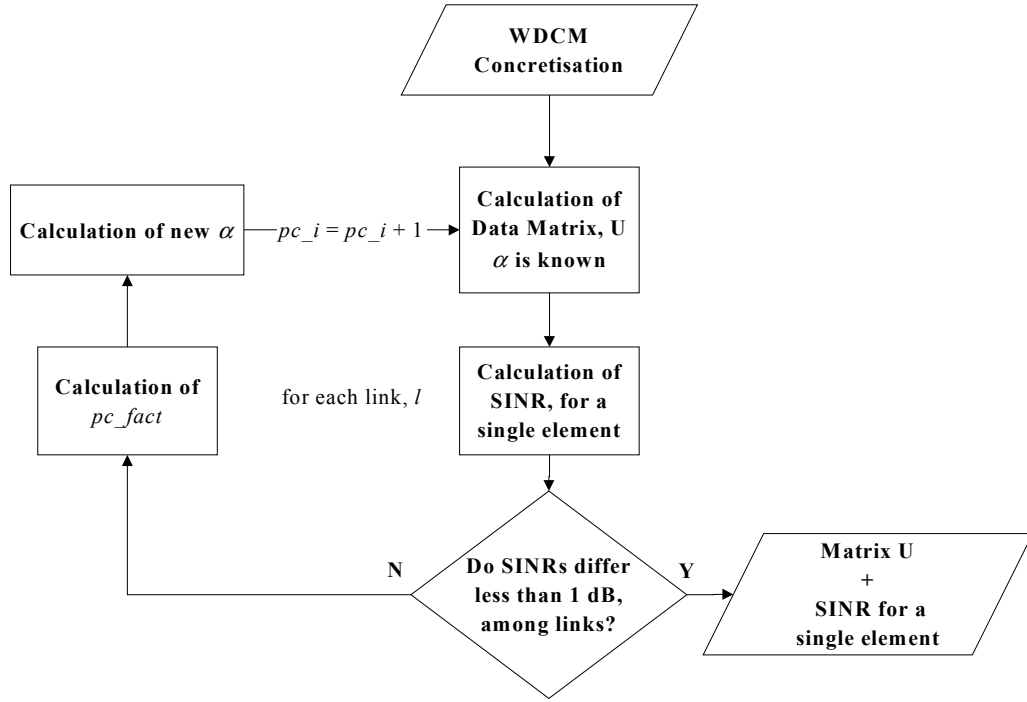 WDCM
Concretisation
Calculation of new α
pc_i = pc_i + 1
Calculation of
Data Matrix, U
α is known
Calculation of
pc_fact
for each link, l
Calculation of
SINR, for a
single element
N
Do SINRs differ
less than 1 dB,
among links?
Y
Matrix U
+
SINR for a
single element